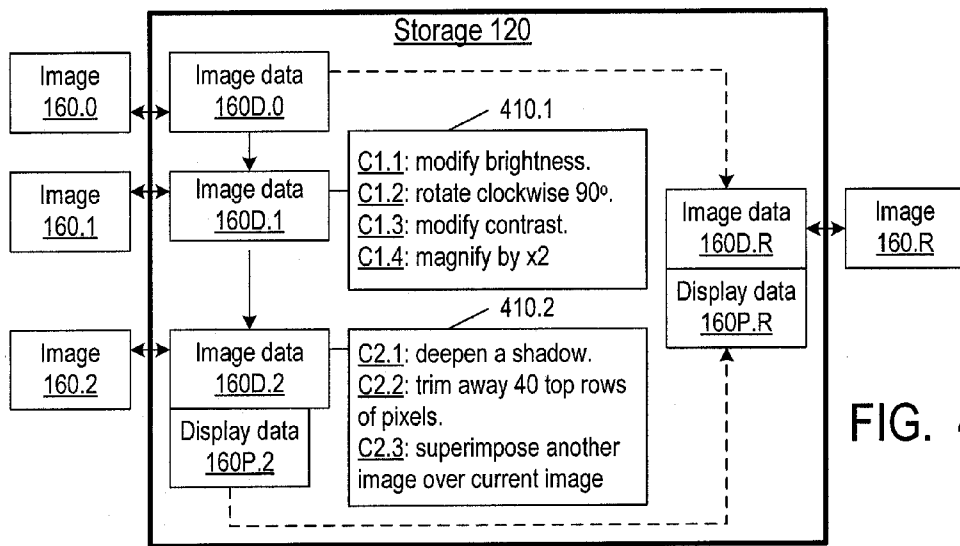 Storage 120
Image
160.0
Image data
160D.0
410.1
Image
160.1
Image data
160D.1
C1.1: modify brightness.
C1.2: rotate clockwise 90º.
C1.3: modify contrast.
C1.4: magnify by x2
Image data
160D.R
Display data
160P.R
Image
160.R
410.2
Image
160.2
Image data
160D.2
Display data
160P.2
C2.1: deepen a shadow.
C2.2: trim away 40 top rows
of pixels.
C2.3: superimpose another
image over current image
FIG.